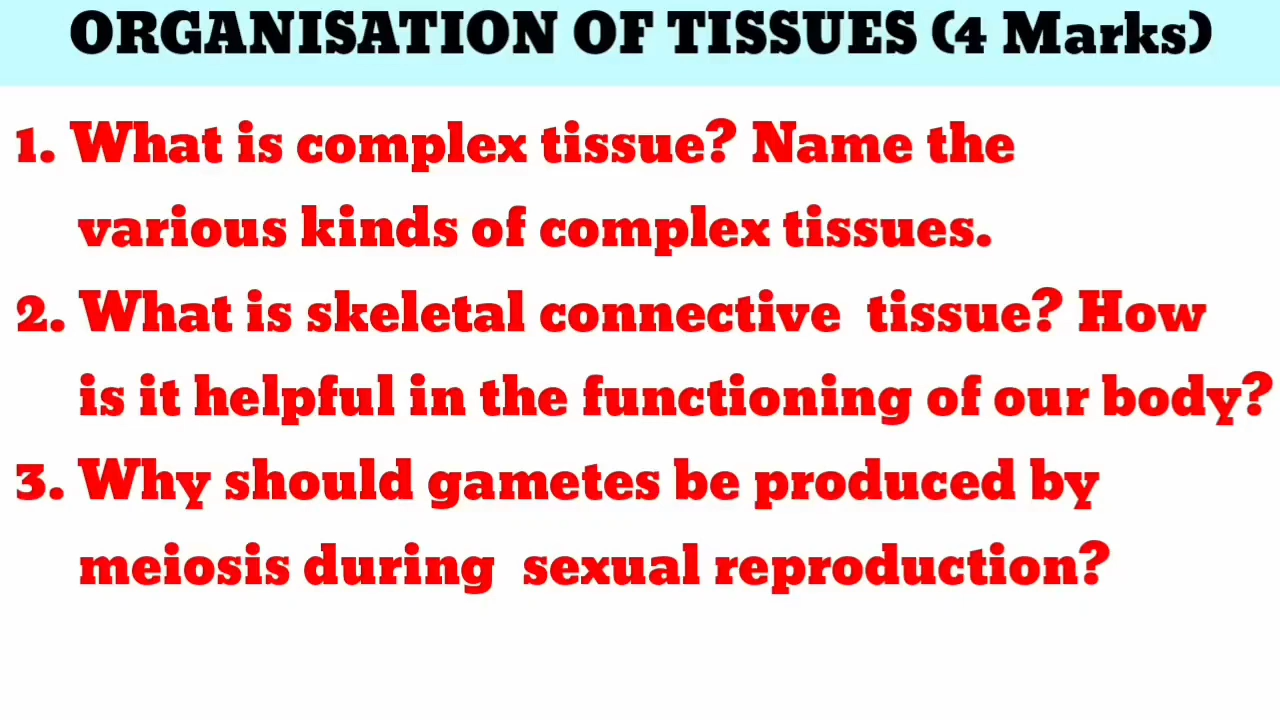 ORGANISATION OF TISSUES (4 Marks)
1. What is complex tissue? Name the
various kinds of complex tissues.
2. What is skeletal connective tissue? How
is it helpful in the functioning of our body?
3. Why should gametes be produced by
meiosis during sexual reproduction?